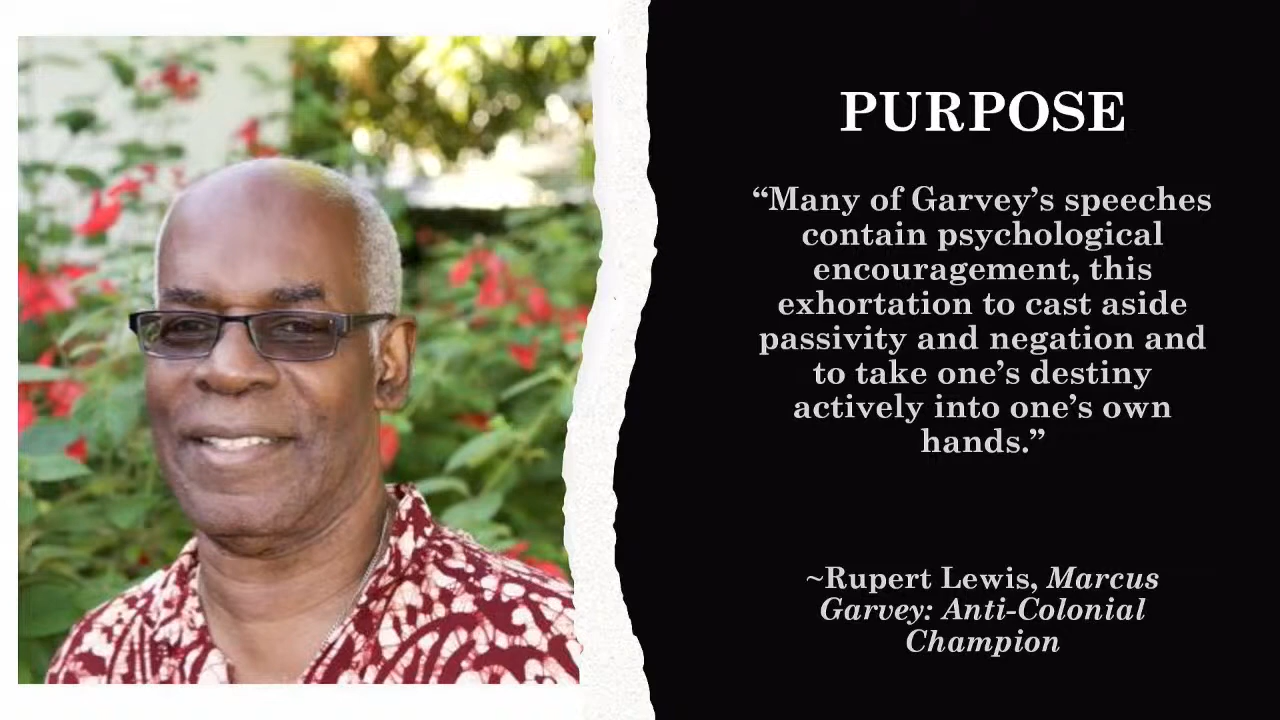 PURPOSE
“Many of Garvey’s speeches
contain psychological
encouragement, this
exhortation to cast aside
passivity and negation and
to take one’s destiny
actively into one’s own
hands.”
~Rupert Lewis, Marcus
Garvey: Anti-Colonial
Champion